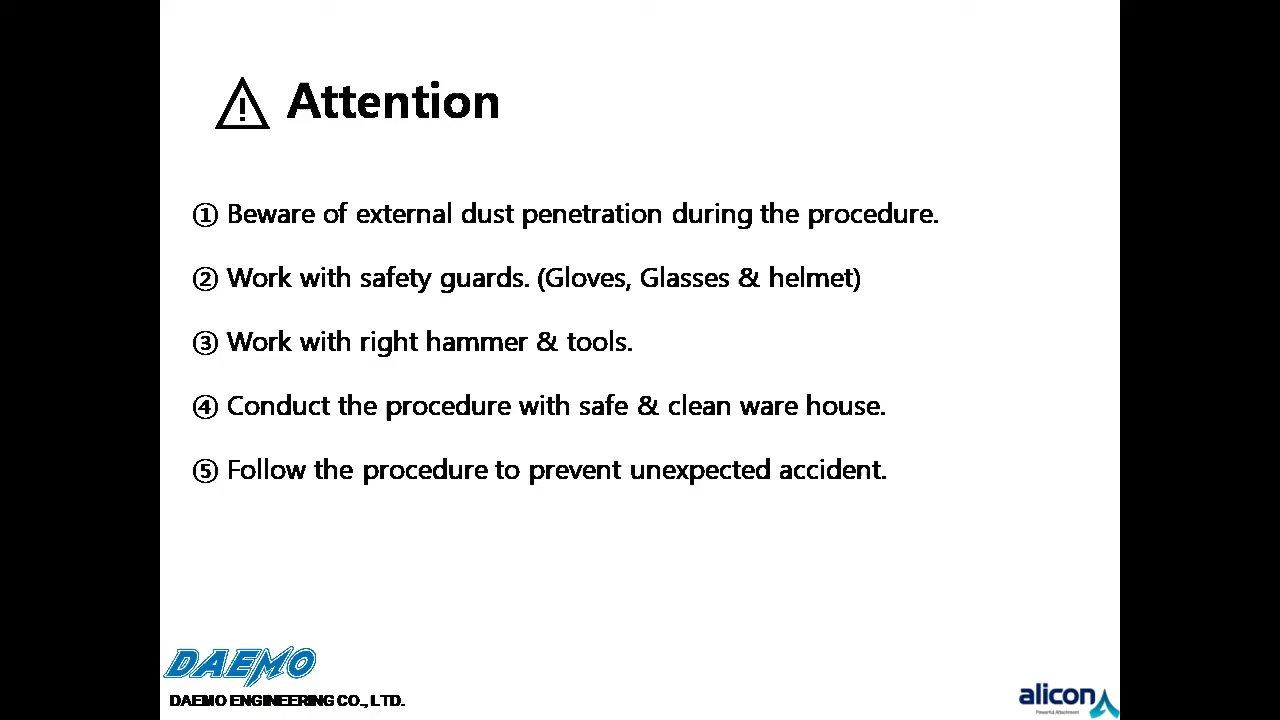 Attention
① Beware of external dust penetration during the procedure.
② Work with safety guards. (Gloves, Glasses & helmet)
③ Work with right hammer & tools.
④ Conduct the procedure with safe & clean ware house.
⑤ Follow the procedure to prevent unexpected accident.
DAEMO
DAEMO ENGINEERING CO., LTD.
alicon
Powerful Attachment